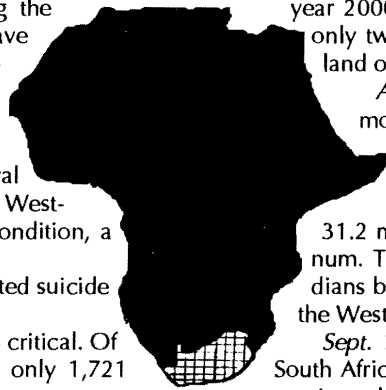 g the
ave
al
West-
ondition, a
ted suicide
critical. Of
only 1,721
year 2000
only tw
land o
A
mo
31.2 m
num. T
dians b
the West
Sept.
South Afric